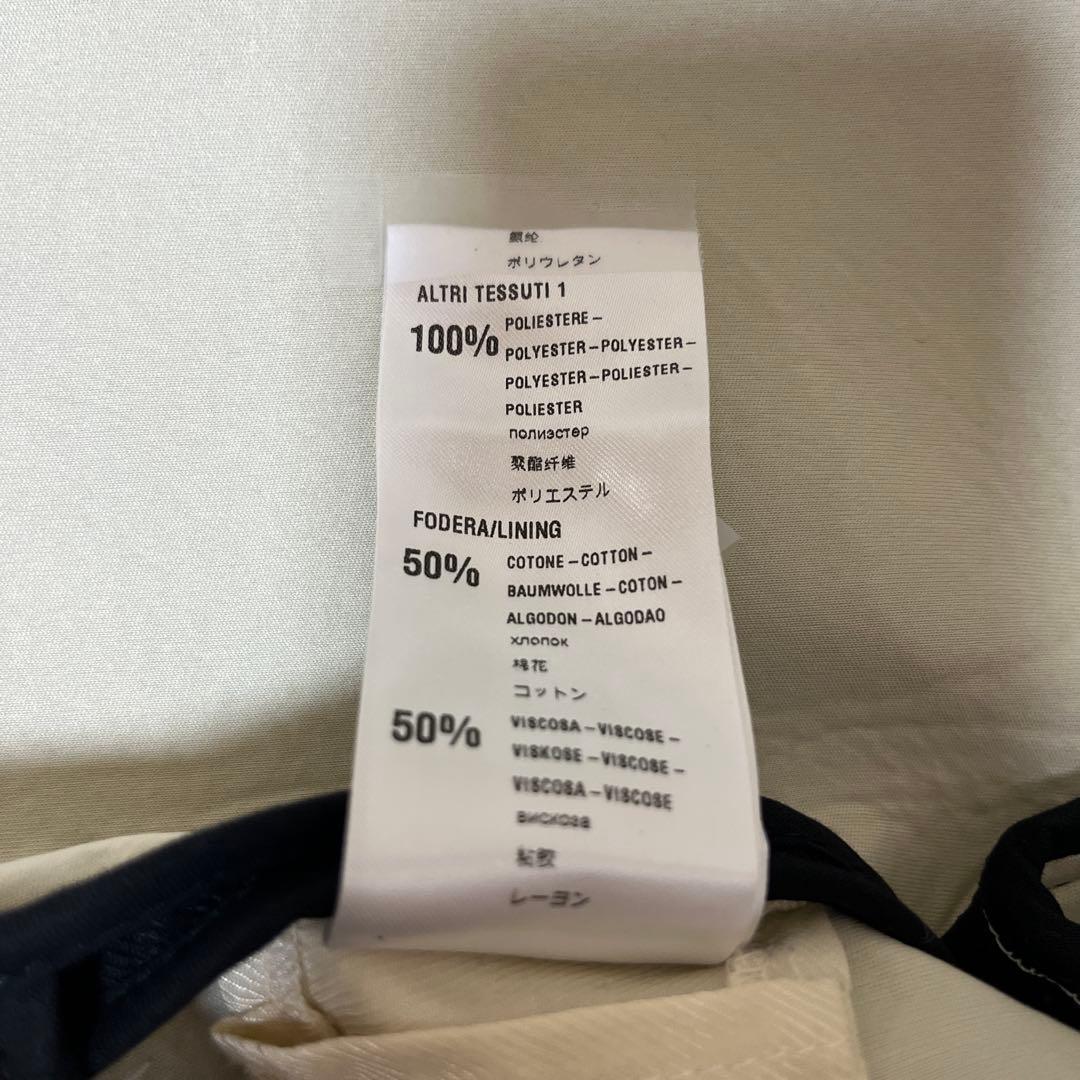 氨纶
ポリウレタン
ALTRI TESSUTI 1
100% POLIESTERE –
POLYESTER – POLYESTER –
POLYESTER – POLIESTER –
POLIESTER
полиэстер
聚酯纤维
ポリエステル
FODERA/LINING
50% COTONE – COTTON –
BAUMWOLLE – COTON –
ALGODON – ALGODAO
хлопок
棉花
コットン
50% VISCOSA – VISCOSE –
VISKOSE – VISCOSE –
VISCOSA – VISCOSE
вискоза
粘胶
レーヨン